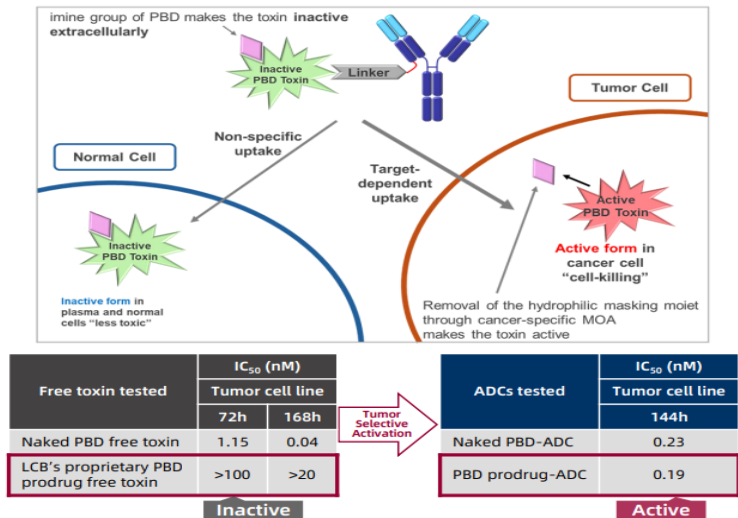 imine group of PBD makes the toxin inactive
extracellularly
Inactive
PBD Toxin
Linker
Tumor Cell
Normal Cell
Non-specific
uptake
Target-
dependent
uptake
Inactive
PBD Toxin
Active
PBD Toxin
Inactive form in
plasma and normal
cells “less toxic”
Active form in
cancer cell
“cell-killing”
Removal of the hydrophilic masking moiet
through cancer-specific MOA
makes the toxin active
Free toxin tested
IC50 (nM)
Tumor cell line
72h 168h
Naked PBD free toxin 1.15 0.04
LCB's proprietary PBD
prodrug free toxin
>100 >20
Inactive
Tumor
Selective
Activation
ADCs tested
IC50 (nM)
Tumor cell line
144h
Naked PBD-ADC 0.23
PBD prodrug-ADC 0.19
Active